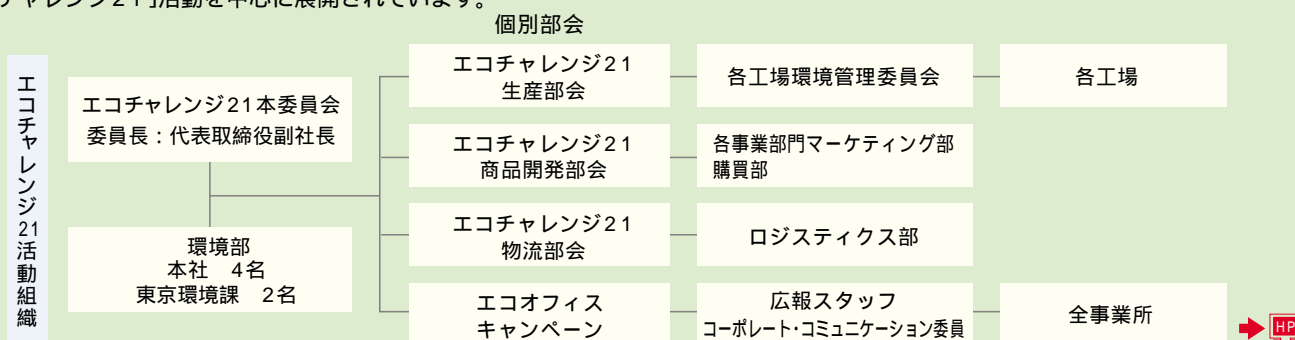 チャレンジ21」活動を中心に展開されています。
個別部会
エコチャレンジ21活動組織
エコチャレンジ21本委員会
委員長：代表取締役副社長
環境部
本社　4名
東京環境課　2名
エコチャレンジ21
生産部会
各工場環境管理委員会
各工場
エコチャレンジ21
商品開発部会
各事業部門マーケティング部
購買部
エコチャレンジ21
物流部会
ロジスティクス部
エコオフィス
キャンペーン
広報スタッフ
コーポレート・コミュニケーション委員
全事業所
HP